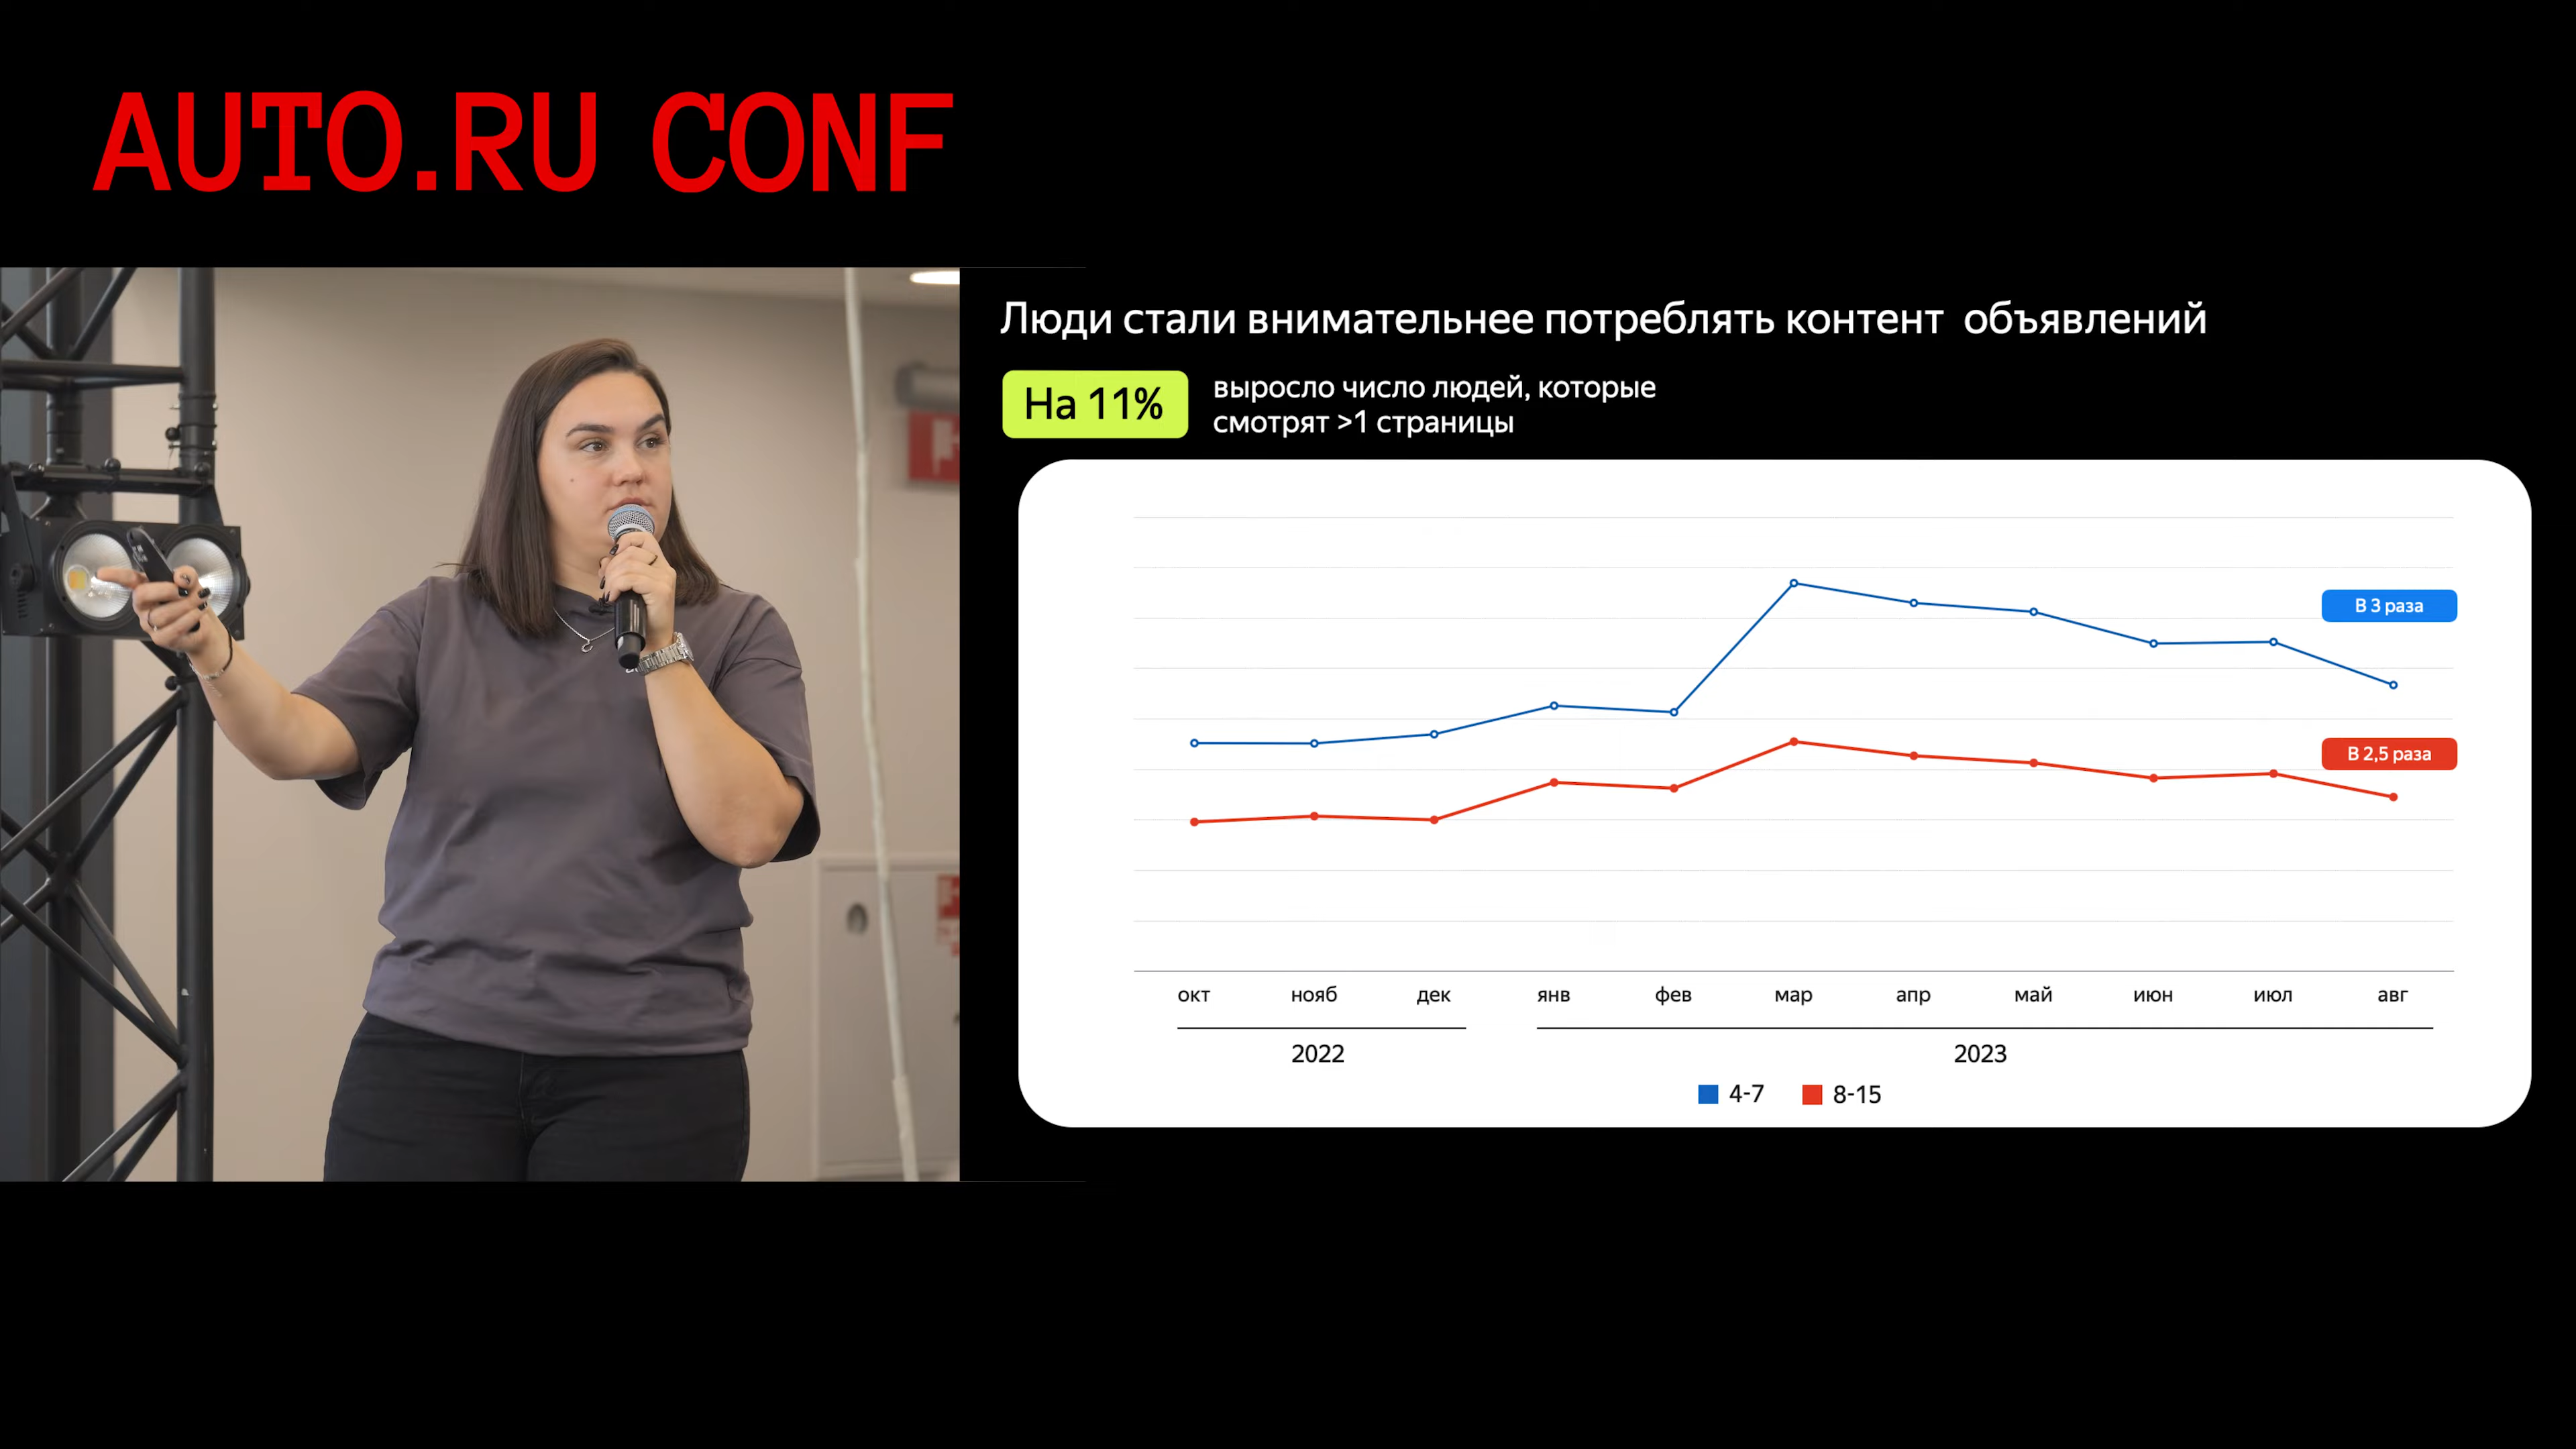 AUTO.RU CONF
Люди стали внимательнее потреблять контент объявлений
На 11%
выросло число людей, которые
смотрят >1 страницы
В 3 раза
В 2,5 раза
окт нояб дек янв фев мар апр май июн июл авг
2022 2023
4-7 8-15